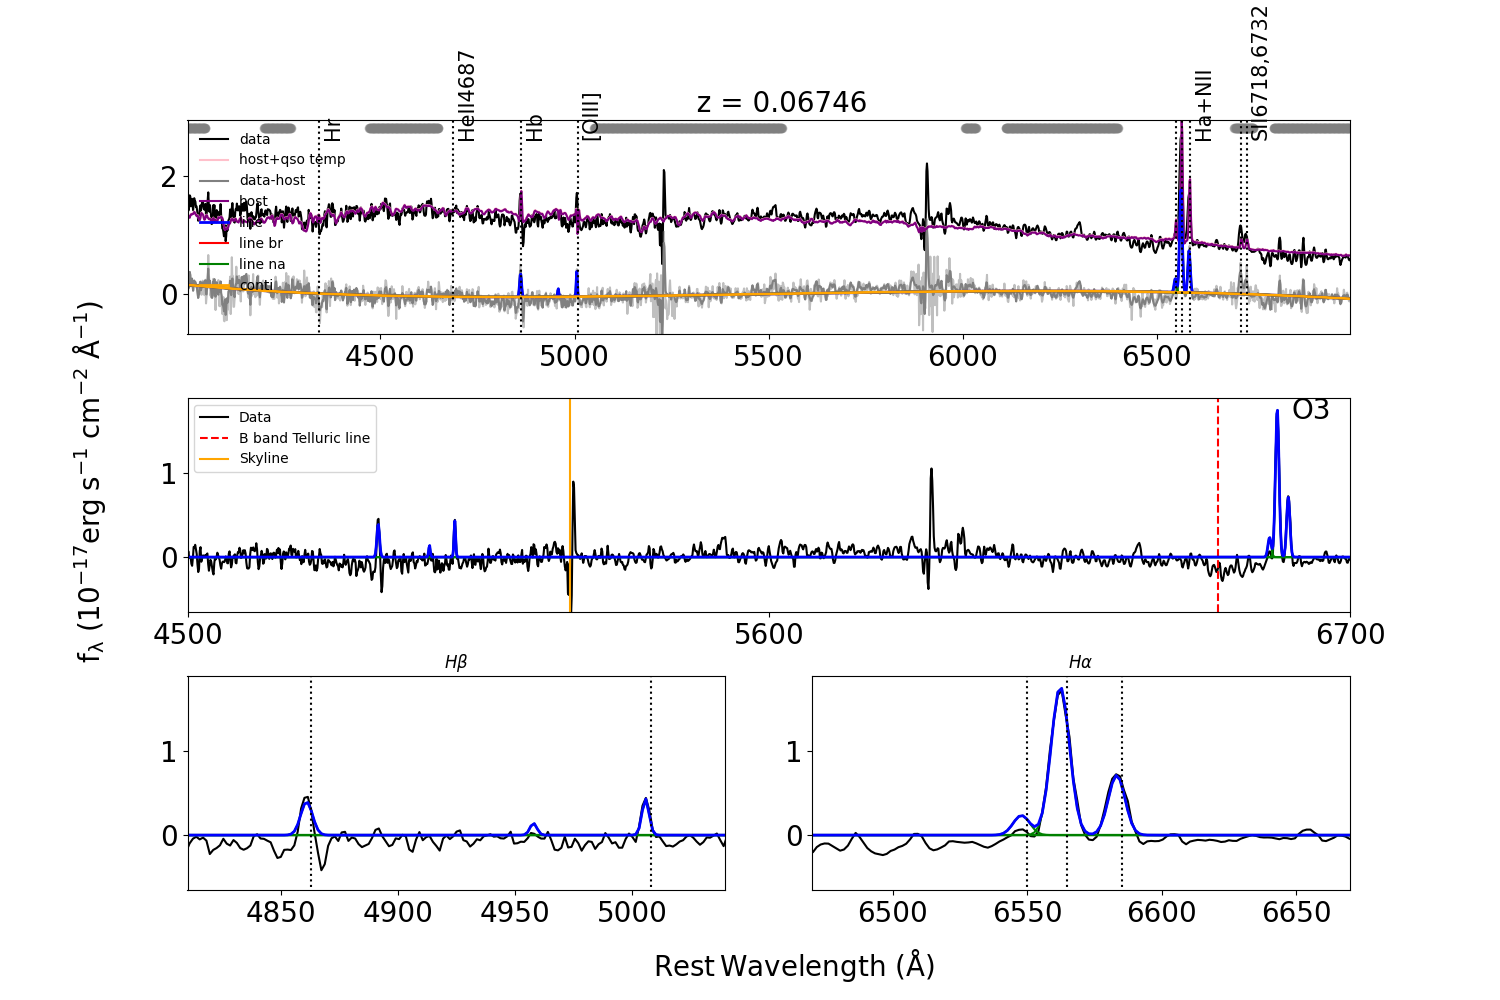 z = 0.06746
Hr
HeII4687
Hb
[OIII]
Ha+NII
SII6718,6732
data
host+qso temp
data-host
host
line
line br
line na
conti
2
0
4500 5000 5500 6000 6500
Data
B band Telluric line
Skyline
O3
1
0
4500 5600 6700
fλ (10⁻¹⁷erg s⁻¹ cm⁻² Å⁻¹)
Hβ
1
0
4850 4900 4950 5000
Hα
1
0
6500 6550 6600 6650
Rest Wavelength (Å)